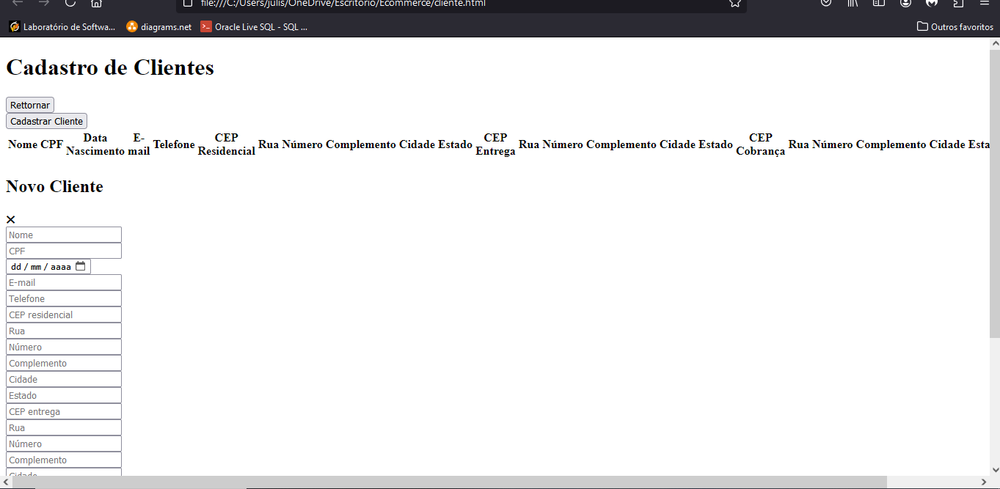 file:///C:/Users/julis/OneDrive/Escritorio/Ecommerce/cliente.html
Laboratório de Softwa...
diagrams.net
Oracle Live SQL - SQL ...
Outros favoritos
Cadastro de Clientes
Rettornar
Cadastrar Cliente
Nome CPF Data Nascimento E-mail Telefone CEP Residencial Rua Número Complemento Cidade Estado CEP Entrega Rua Número Complemento Cidade Estado CEP Cobrança Rua Número Complemento Cidade Esta
Novo Cliente
Nome
CPF
dd / mm / aaaa
E-mail
Telefone
CEP residencial
Rua
Número
Complemento
Cidade
Estado
CEP entrega
Rua
Número
Complemento
Cidade